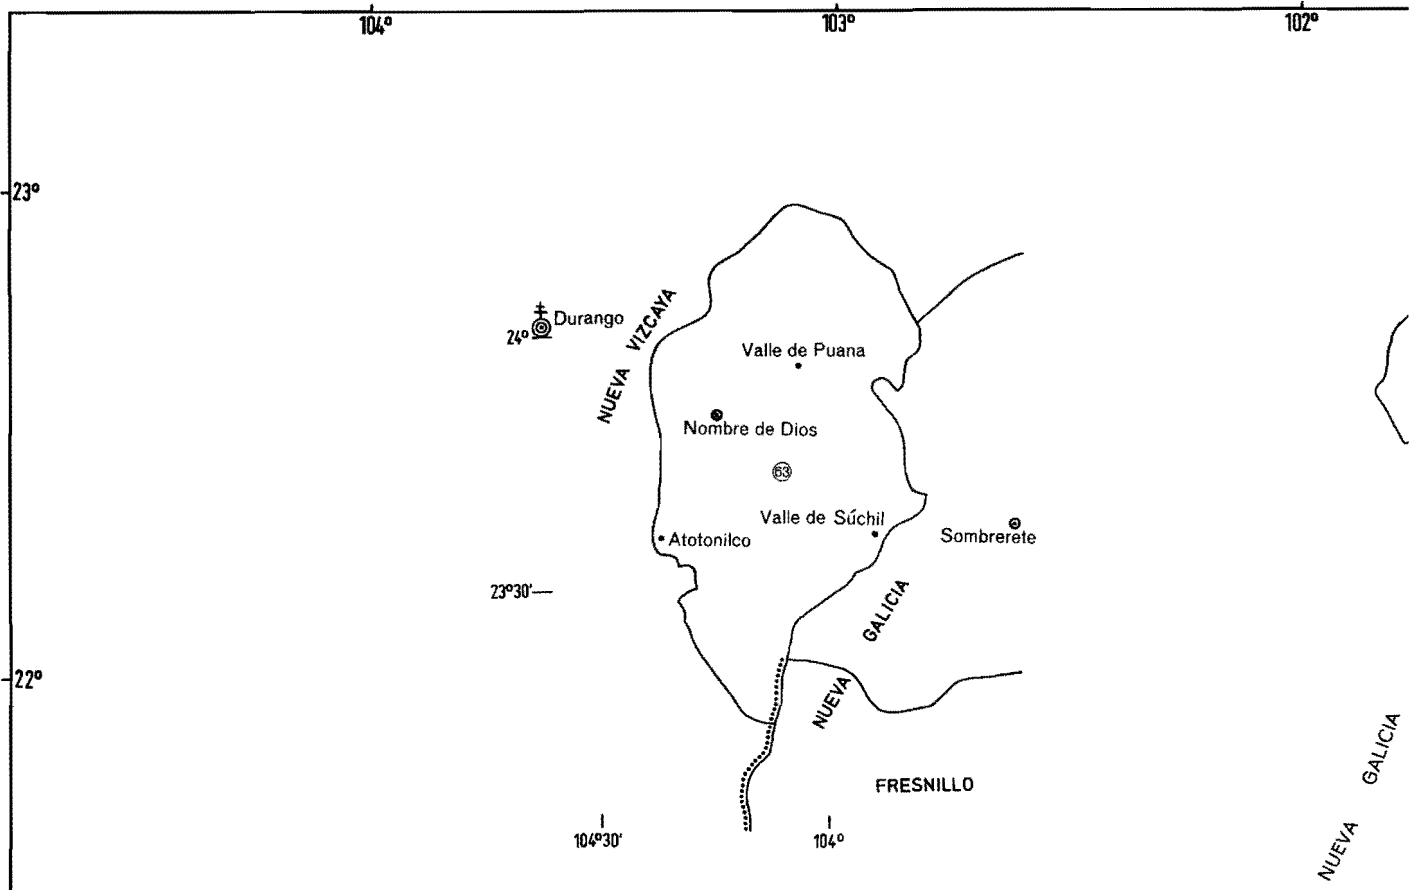 104°
103°
102°
23°
Durango
24°
NUEVA VIZCAYA
Valle de Puana
Nombre de Dios
63
Valle de Súchil
Sombrerete
Atotonilco
23°30'
GALICIA
22°
NUEVA
GALICIA
FRESNILLO
NUEVA
104°30'
104°